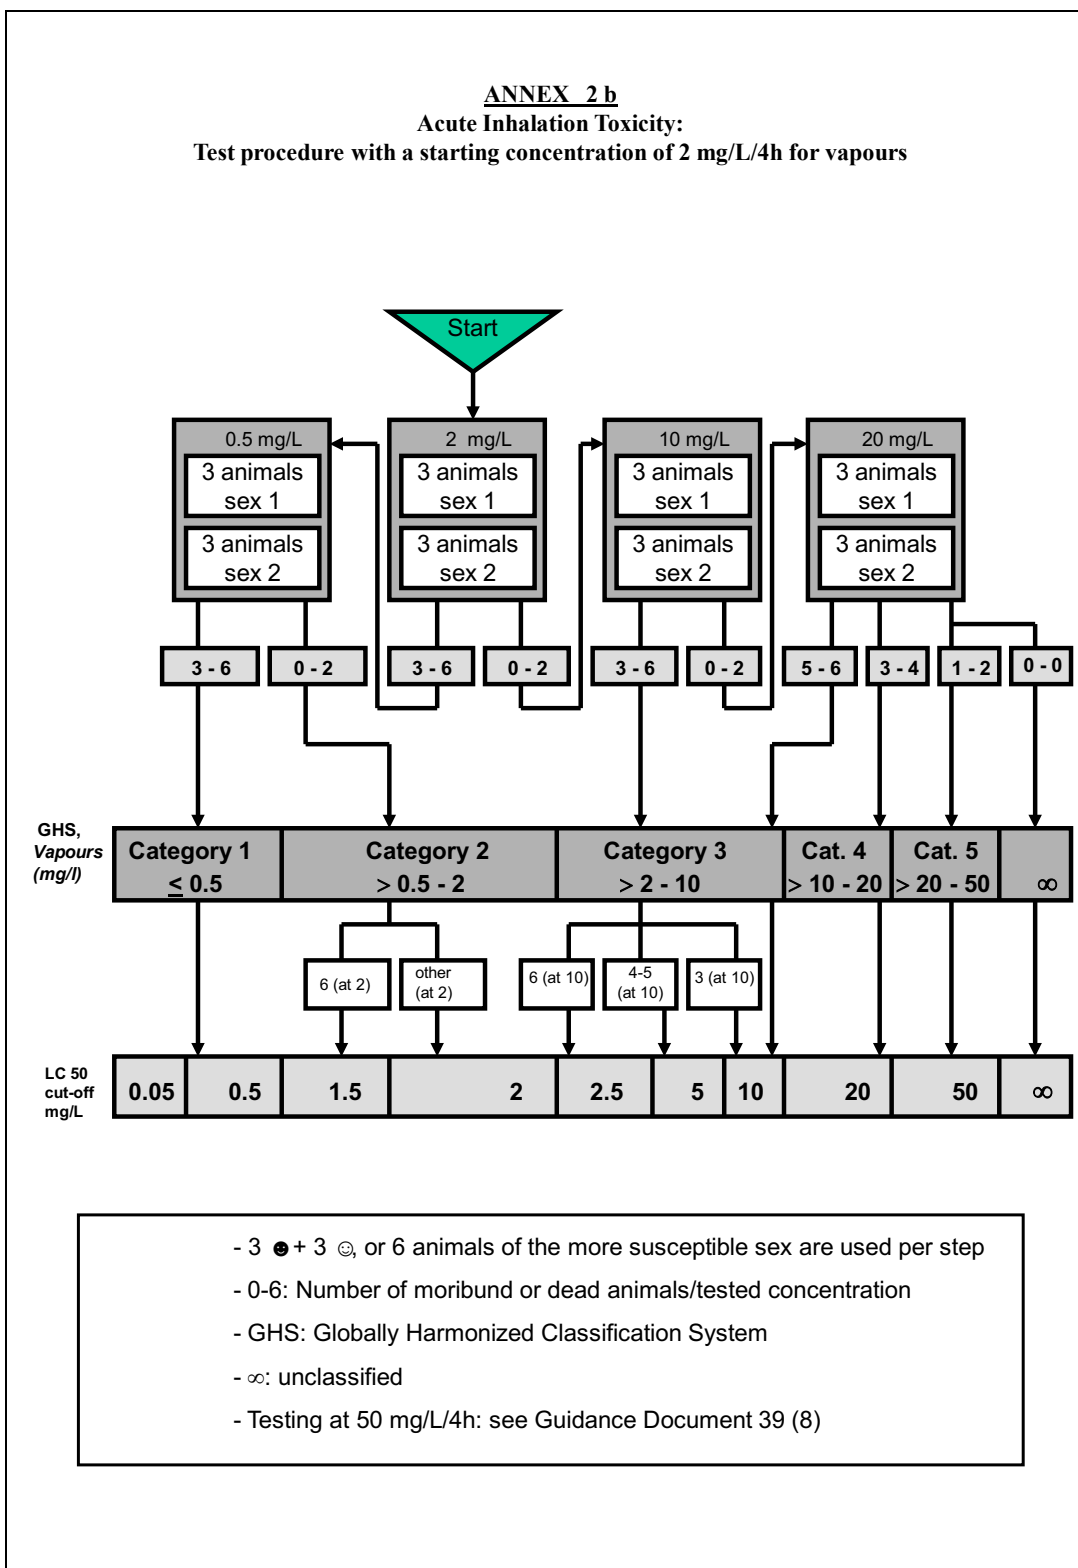 ANNEX 2 b
Acute Inhalation Toxicity:
Test procedure with a starting concentration of 2 mg/L/4h for vapours
Start
0.5 mg/L
3 animals
sex 1
3 animals
sex 2
2 mg/L
3 animals
sex 1
3 animals
sex 2
10 mg/L
3 animals
sex 1
3 animals
sex 2
20 mg/L
3 animals
sex 1
3 animals
sex 2
3 - 6
0 - 2
3 - 6
0 - 2
3 - 6
0 - 2
5 - 6
3 - 4
1 - 2
0 - 0
GHS,
Vapours
(mg/l)
Category 1
≤ 0.5
Category 2
> 0.5 - 2
Category 3
> 2 - 10
Cat. 4
> 10 - 20
Cat. 5
> 20 - 50
∞
6 (at 2)
other
(at 2)
6 (at 10)
4-5
(at 10)
3 (at 10)
LC 50
cut-off
mg/L
0.05
0.5
1.5
2
2.5
5
10
20
50
∞
- 3 ☻+ 3 ☺, or 6 animals of the more susceptible sex are used per step
- 0-6: Number of moribund or dead animals/tested concentration
- GHS: Globally Harmonized Classification System
- ∞: unclassified
- Testing at 50 mg/L/4h: see Guidance Document 39 (8)